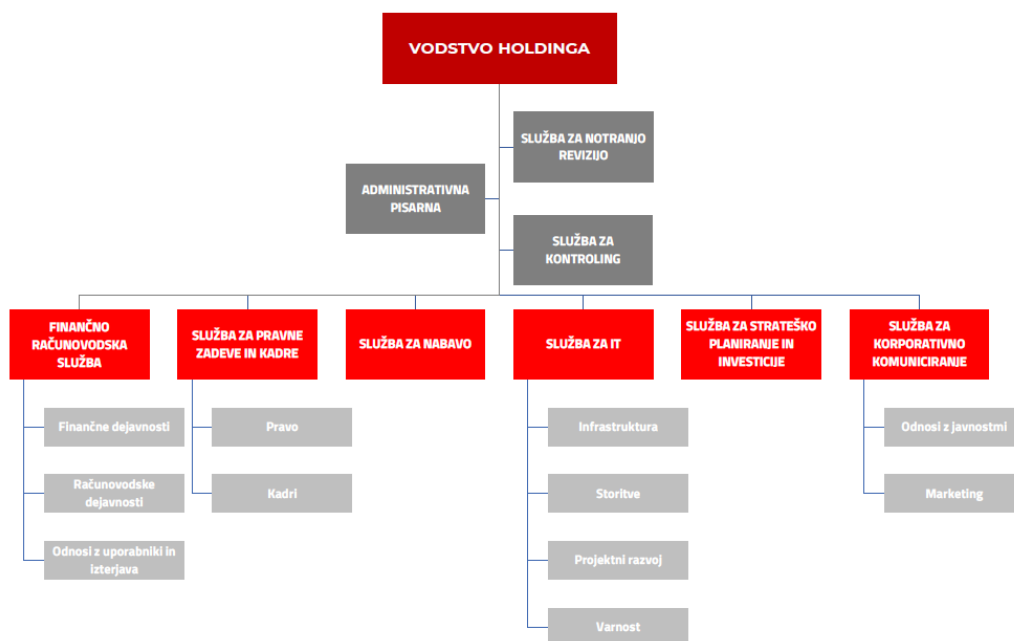 VODSTVO HOLDINGA
SLUŽBA ZA NOTRANJO
REVIZIJO
ADMINISTRATIVNA
PISARNA
SLUŽBA ZA
KONTROLING
FINANČNO
RAČUNOVODSKA
SLUŽBA
SLUŽBA ZA PRAVNE
ZADEVE IN KADRE
SLUŽBA ZA NABAVO
SLUŽBA ZA IT
SLUŽBA ZA STRATEŠKO
PLANIRANJE IN
INVESTICIJE
SLUŽBA ZA
KORPORATIVNO
KOMUNICIRANJE
Finančne dejavnosti
Računovodske
dejavnosti
Odnosi z uporabniki in
izterjava
Pravo
Kadri
Infrastruktura
Storitve
Projektni razvoj
Varnost
Odnosi z javnostmi
Marketing